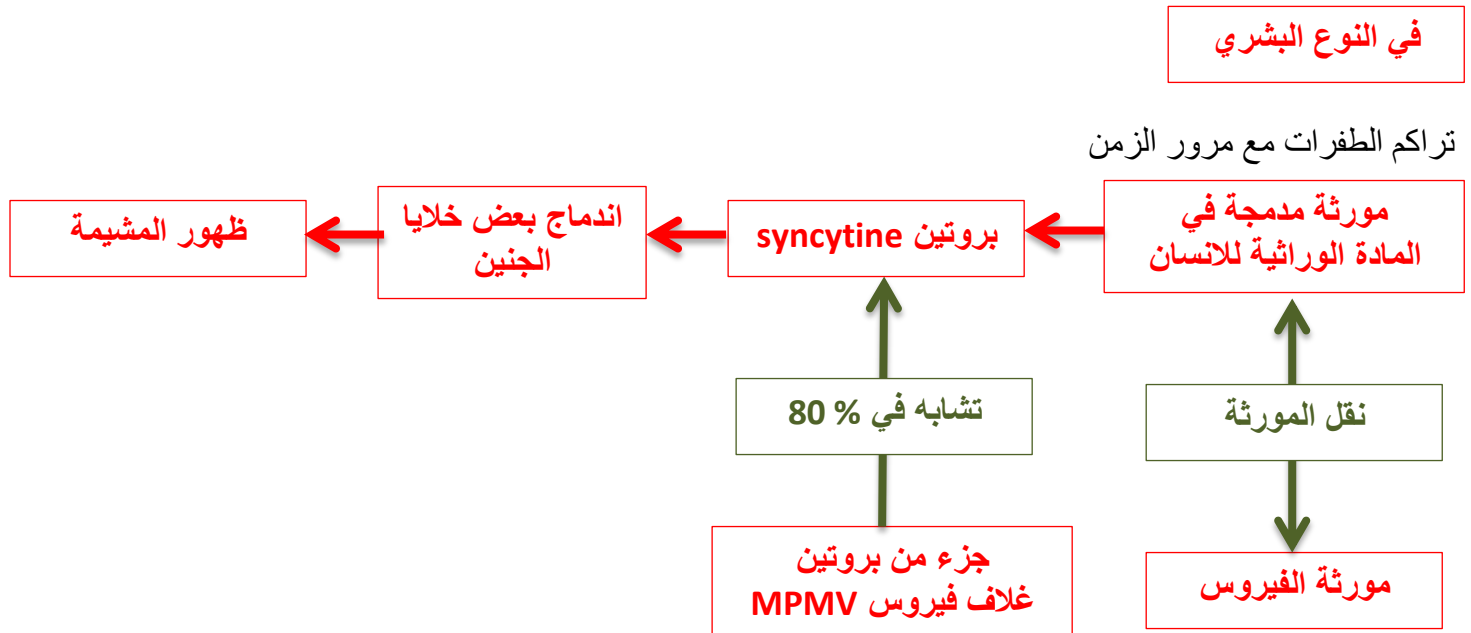 في النوع البشري
تراكم الطفرات مع مرور الزمن
مورثة مدمجة في
المادة الوراثية للانسان
بروتين syncytine
اندماج بعض خلايا
الجنين
ظهور المشيمة
نقل المورثة
تشابه في % 80
مورثة الفيروس
جزء من بروتين
غلاف فيروس MPMV